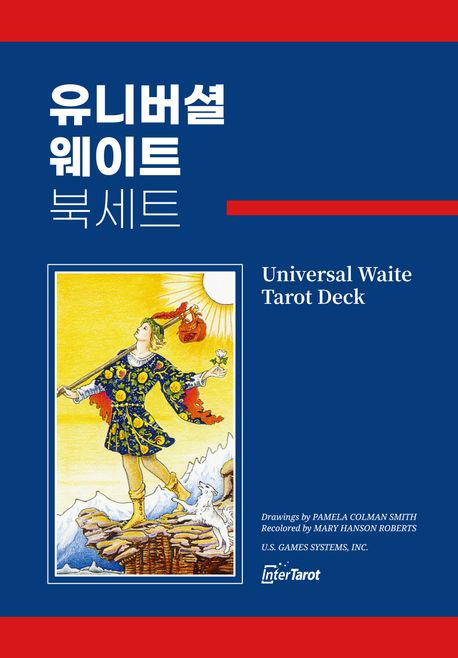 유니버셜
웨이트
북세트
Universal Waite
Tarot Deck
Drawings by PAMELA COLMAN SMITH
Recolored by MARY HANSON ROBERTS
U.S. GAMES SYSTEMS, INC.
InterTarot